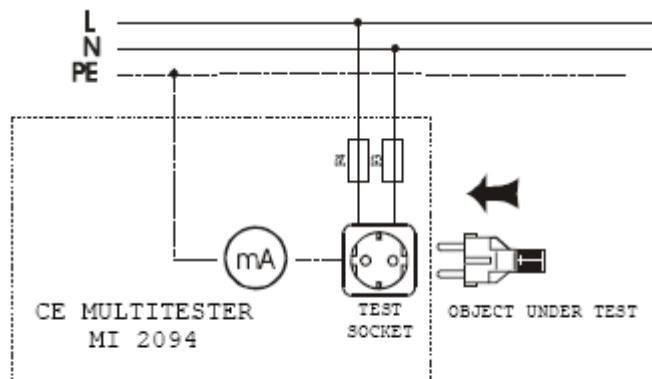 L
N
PE
mA
CE MULTITESTER
MI 2094
TEST
SOCKET
OBJECT UNDER TEST